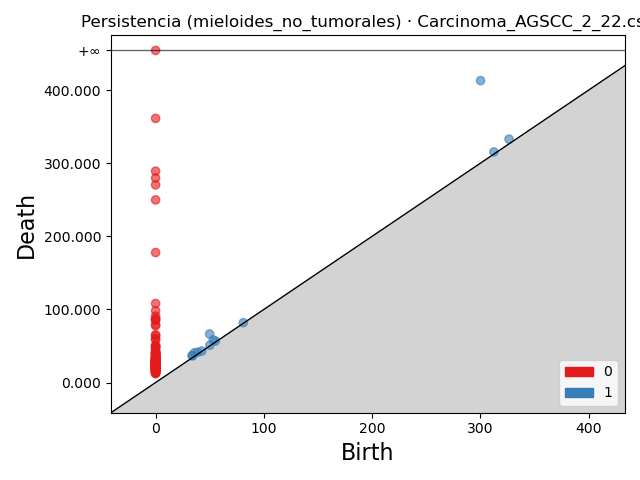 Persistencia (mieloides_no_tumorales) · Carcinoma_AGSCC_2_22.cs
+∞
400.000
300.000
200.000
100.000
0.000
Death
0
1
0 100 200 300 400
Birth